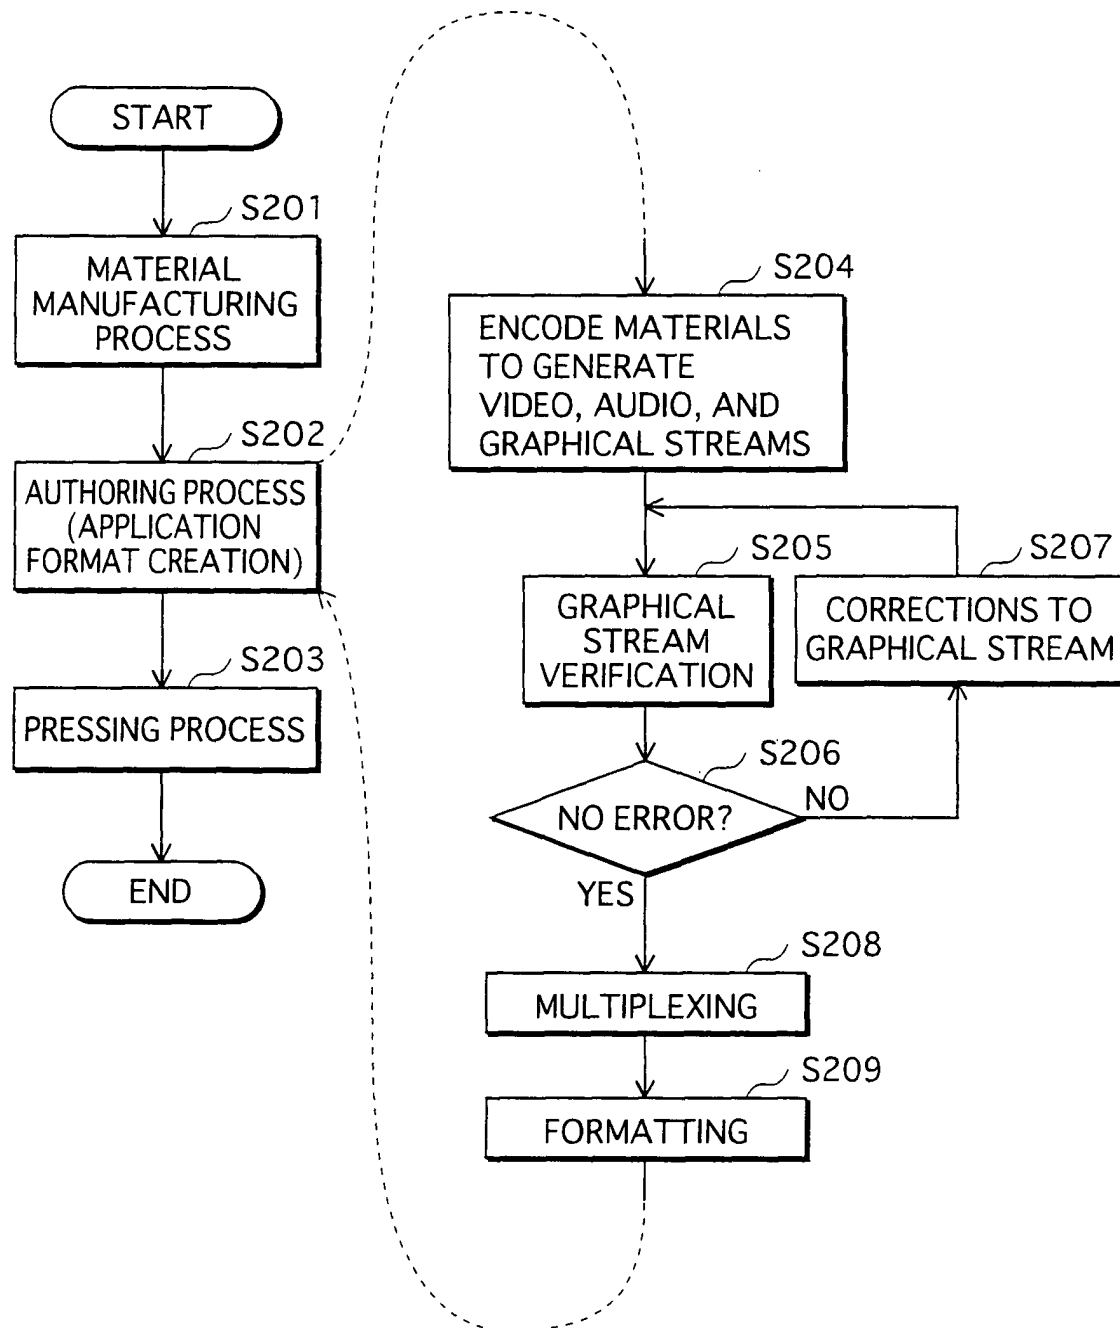 START
S201
MATERIAL
MANUFACTURING
PROCESS
S202
AUTHORING PROCESS
(APPLICATION
FORMAT CREATION)
S203
PRESSING PROCESS
END
S204
ENCODE MATERIALS
TO GENERATE
VIDEO, AUDIO, AND
GRAPHICAL STREAMS
S205
GRAPHICAL
STREAM
VERIFICATION
S207
CORRECTIONS TO
GRAPHICAL STREAM
S206
NO ERROR?
NO
YES
S208
MULTIPLEXING
S209
FORMATTING